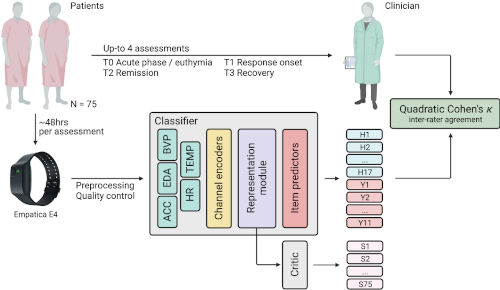 Patients
Clinician
Up-to 4 assessments
T0 Acute phase / euthymia
T1 Response onset
T2 Remission
T3 Recovery
N = 75
~48hrs
per assessment
Empatica E4
Preprocessing
Quality control
Classifier
ACC
EDA
BVP
HR
TEMP
Channel encoders
Representation
module
Item predictors
Critic
H1
H2
...
H17
Y1
Y2
...
Y11
S1
S2
...
S75
Quadratic Cohen's κ
inter-rater agreement